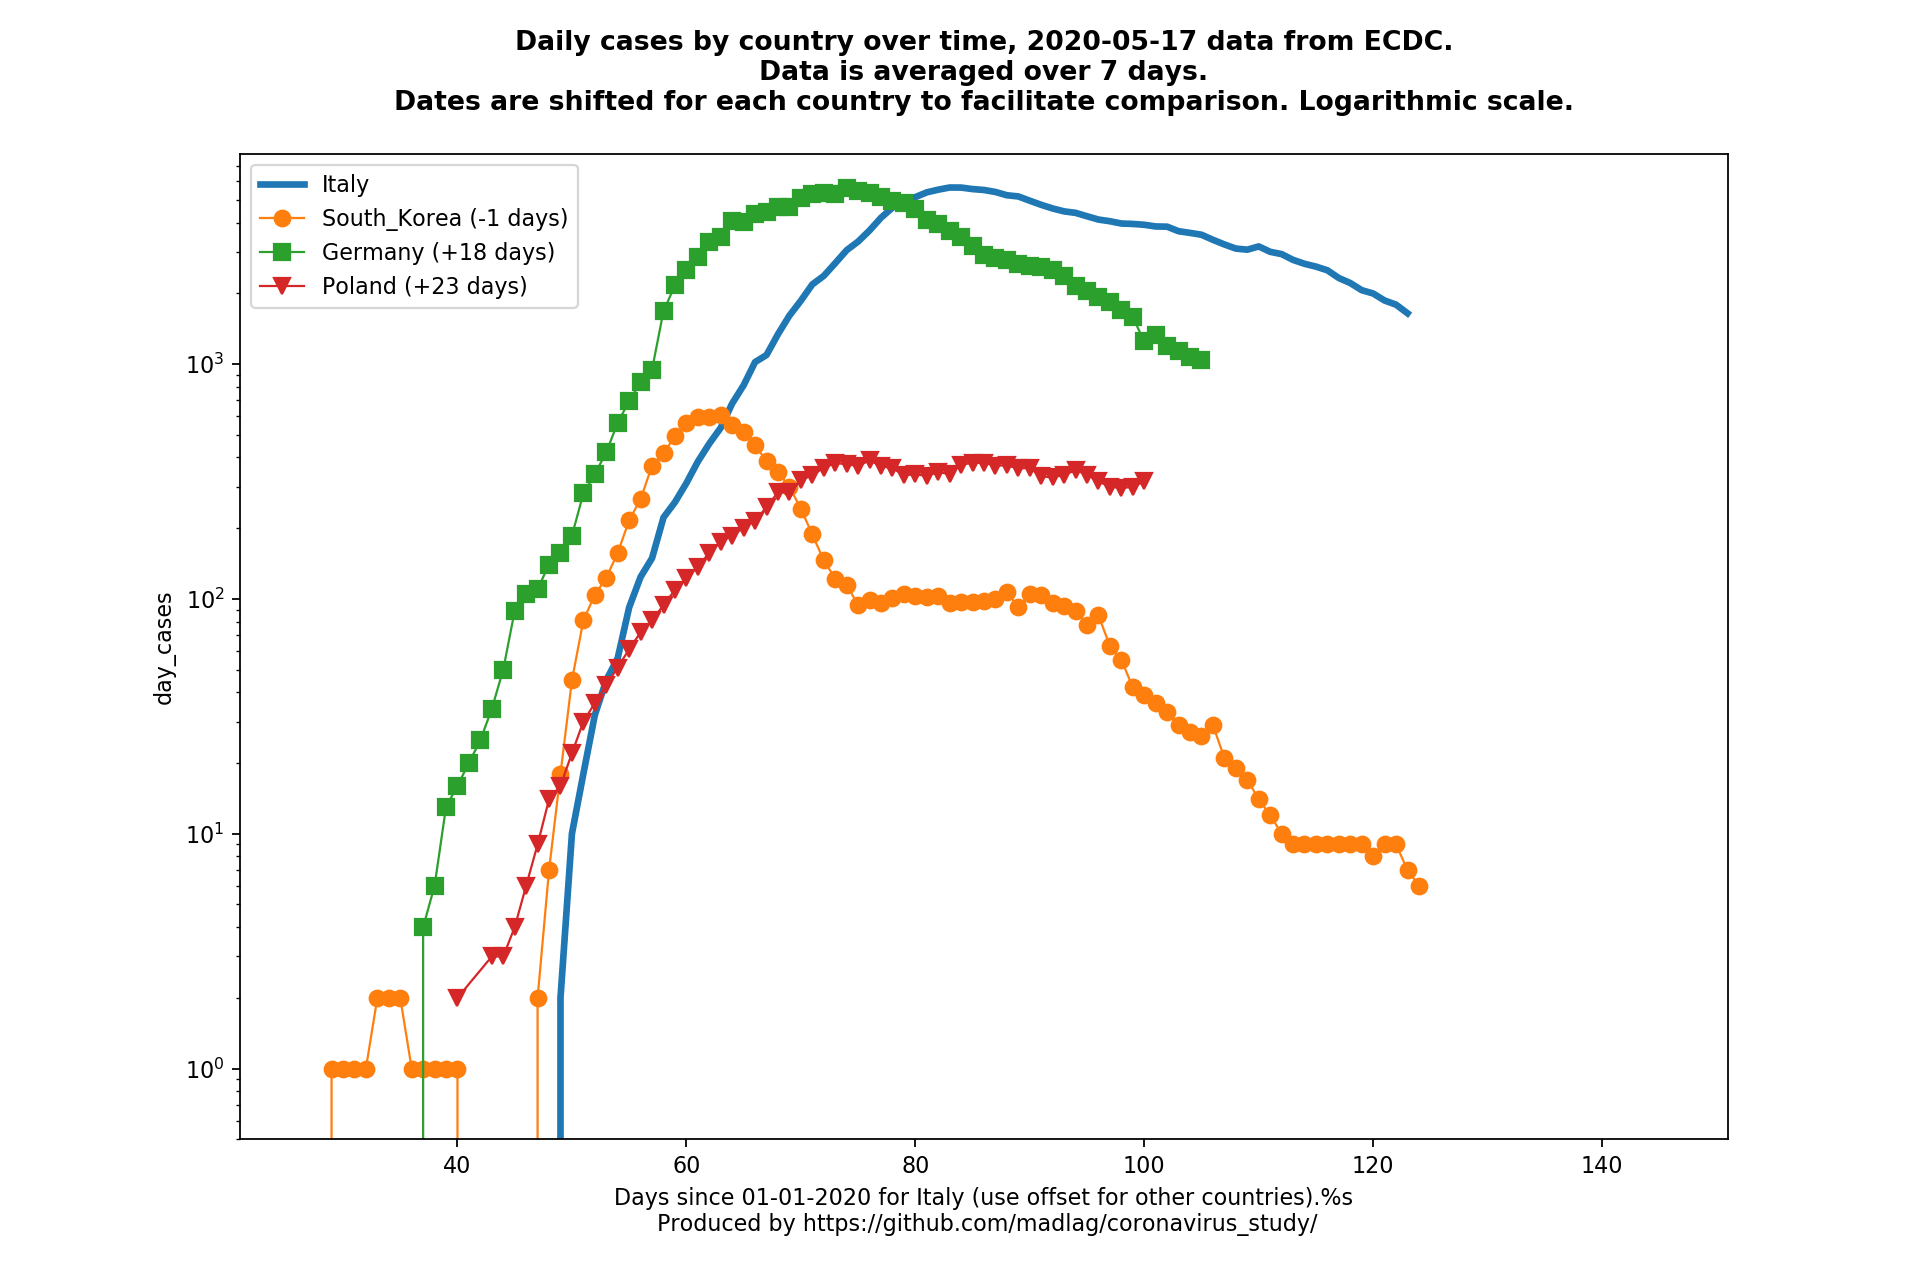 Daily cases by country over time, 2020-05-17 data from ECDC.
Data is averaged over 7 days.
Dates are shifted for each country to facilitate comparison. Logarithmic scale.
Italy
South_Korea (-1 days)
Germany (+18 days)
Poland (+23 days)
10³
10²
10¹
10⁰
day_cases
40 60 80 100 120 140
Days since 01-01-2020 for Italy (use offset for other countries).%s
Produced by https://github.com/madlag/coronavirus_study/